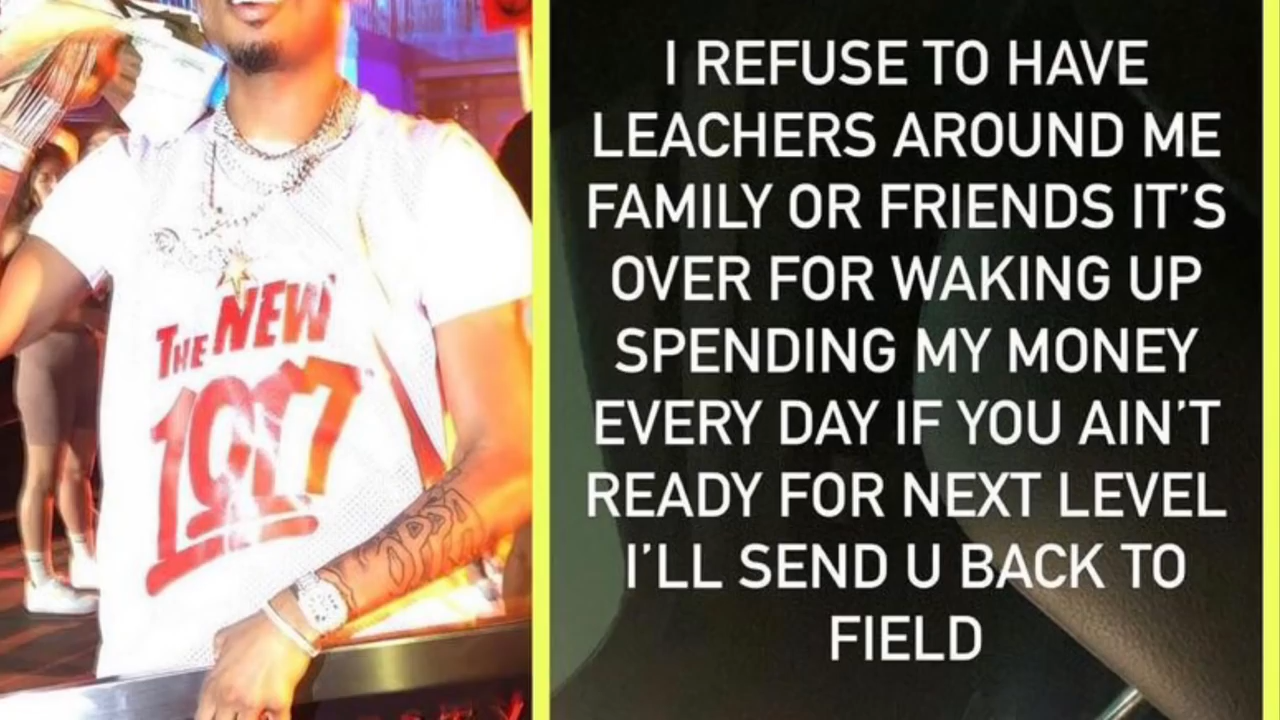 THE NEW
1017
I REFUSE TO HAVE
LEACHERS AROUND ME
FAMILY OR FRIENDS IT'S
OVER FOR WAKING UP
SPENDING MY MONEY
EVERY DAY IF YOU AIN'T
READY FOR NEXT LEVEL
I'LL SEND U BACK TO
FIELD